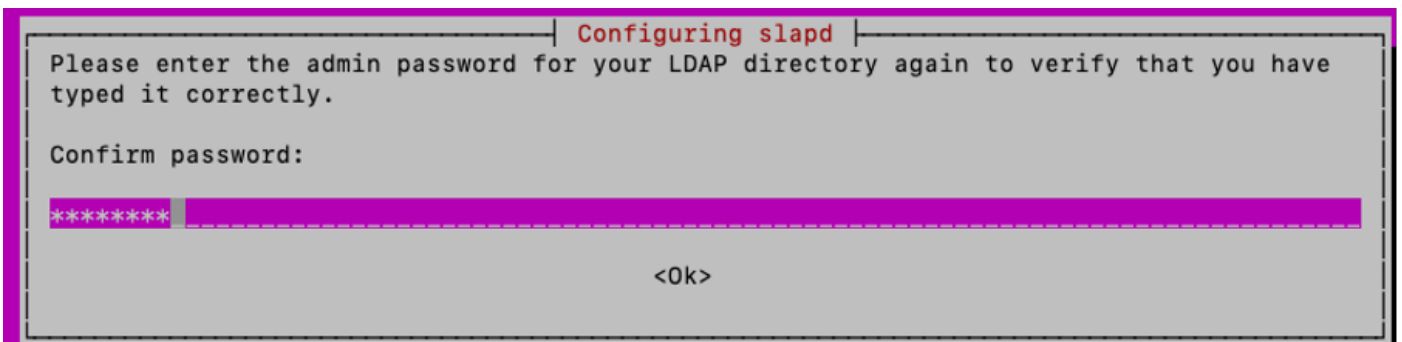 Configuring slapd
Please enter the admin password for your LDAP directory again to verify that you have
typed it correctly.
Confirm password:
********
<Ok>